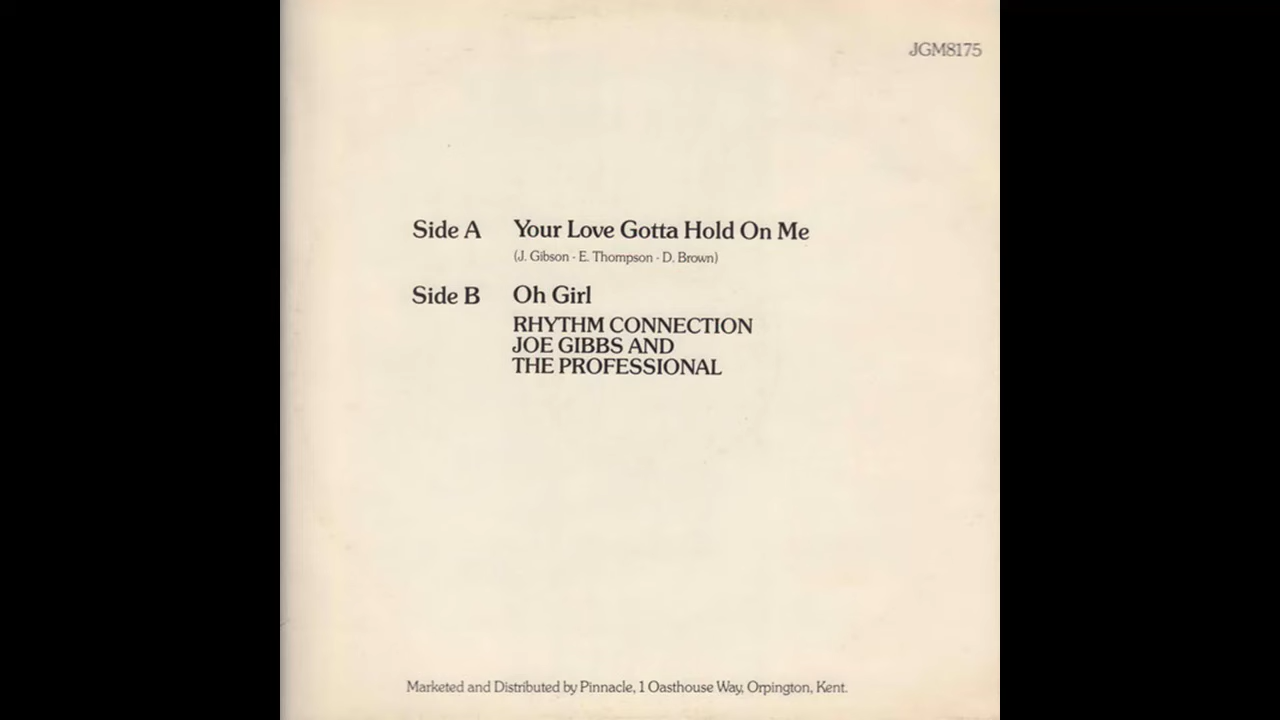 JGM8175
Side A Your Love Gotta Hold On Me
(J. Gibson - E. Thompson - D. Brown)
Side B Oh Girl
RHYTHM CONNECTION
JOE GIBBS AND
THE PROFESSIONAL
Marketed and Distributed by Pinnacle, 1 Oasthouse Way, Orpington, Kent.